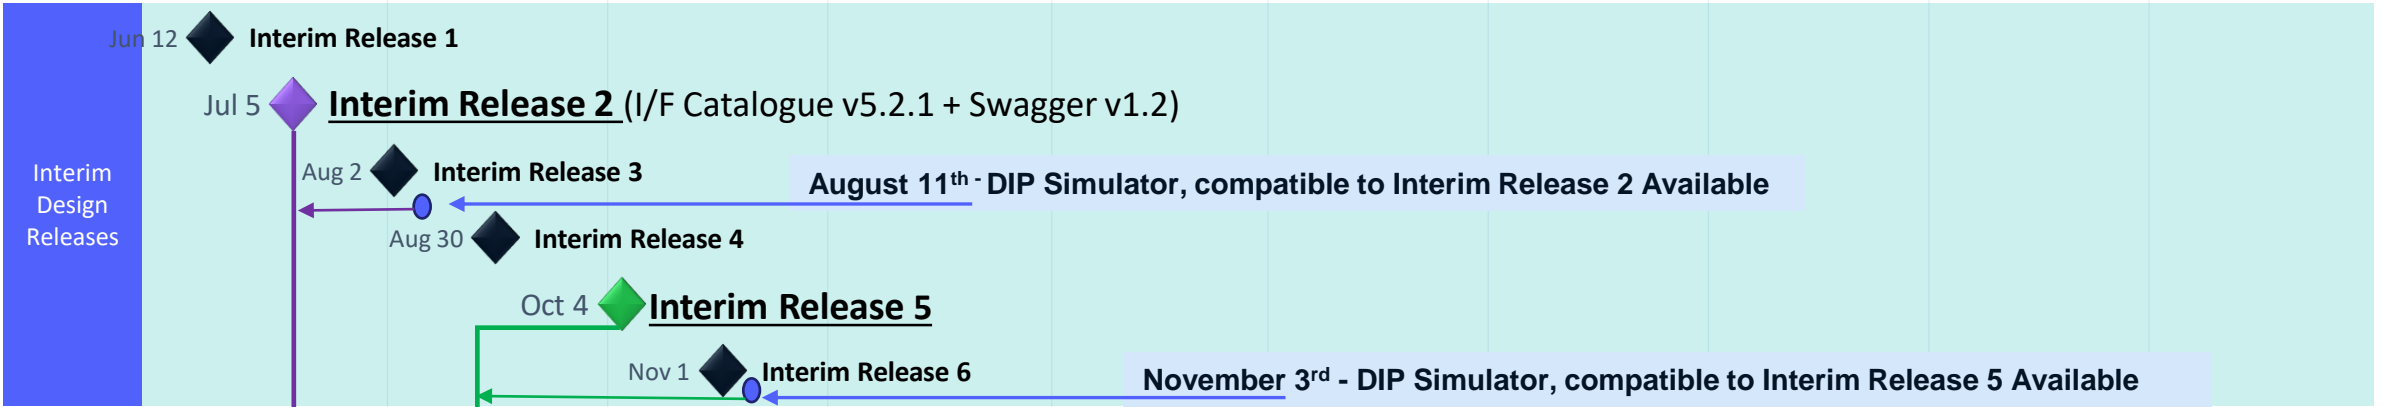 Jun 12 Interim Release 1
Jul 5 Interim Release 2 (I/F Catalogue v5.2.1 + Swagger v1.2)
Interim
Design
Releases
Aug 2 Interim Release 3
August 11th - DIP Simulator, compatible to Interim Release 2 Available
Aug 30 Interim Release 4
Oct 4 Interim Release 5
Nov 1 Interim Release 6
November 3rd - DIP Simulator, compatible to Interim Release 5 Available